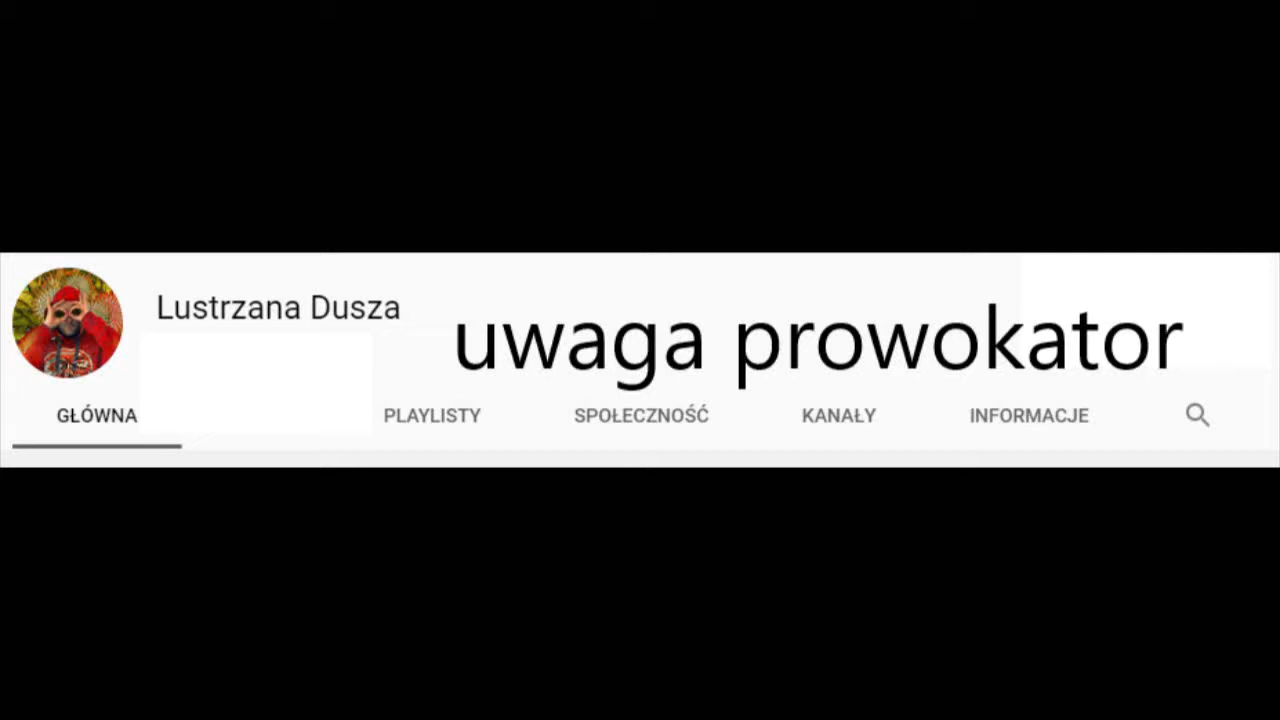 Lustrzana Dusza
uwaga prowokator
GŁÓWNA PLAYLISTY SPOŁECZNOŚĆ KANAŁY INFORMACJE